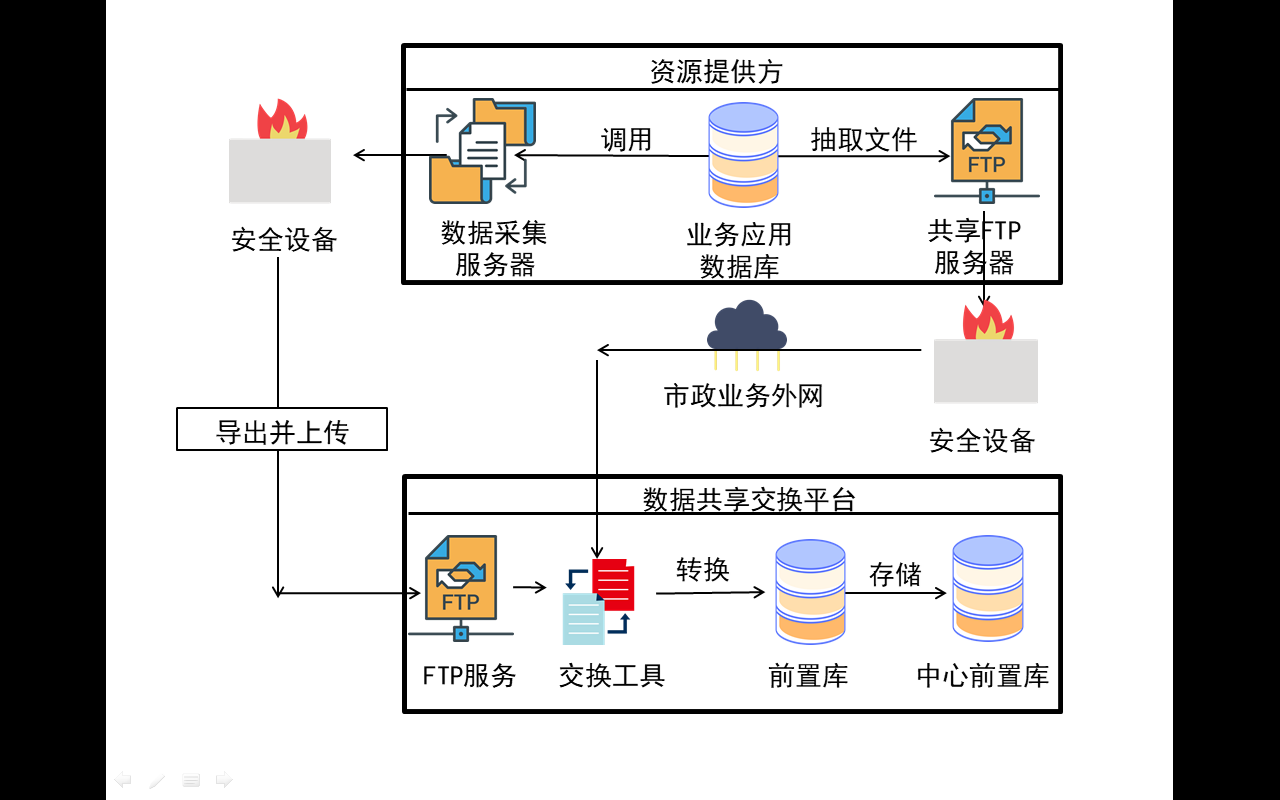 资源提供方
调用
抽取文件
FTP
数据采集
服务器
业务应用
数据库
共享FTP
服务器
安全设备
市政业务外网
安全设备
导出并上传
数据共享交换平台
FTP
转换
存储
FTP服务
交换工具
前置库
中心前置库